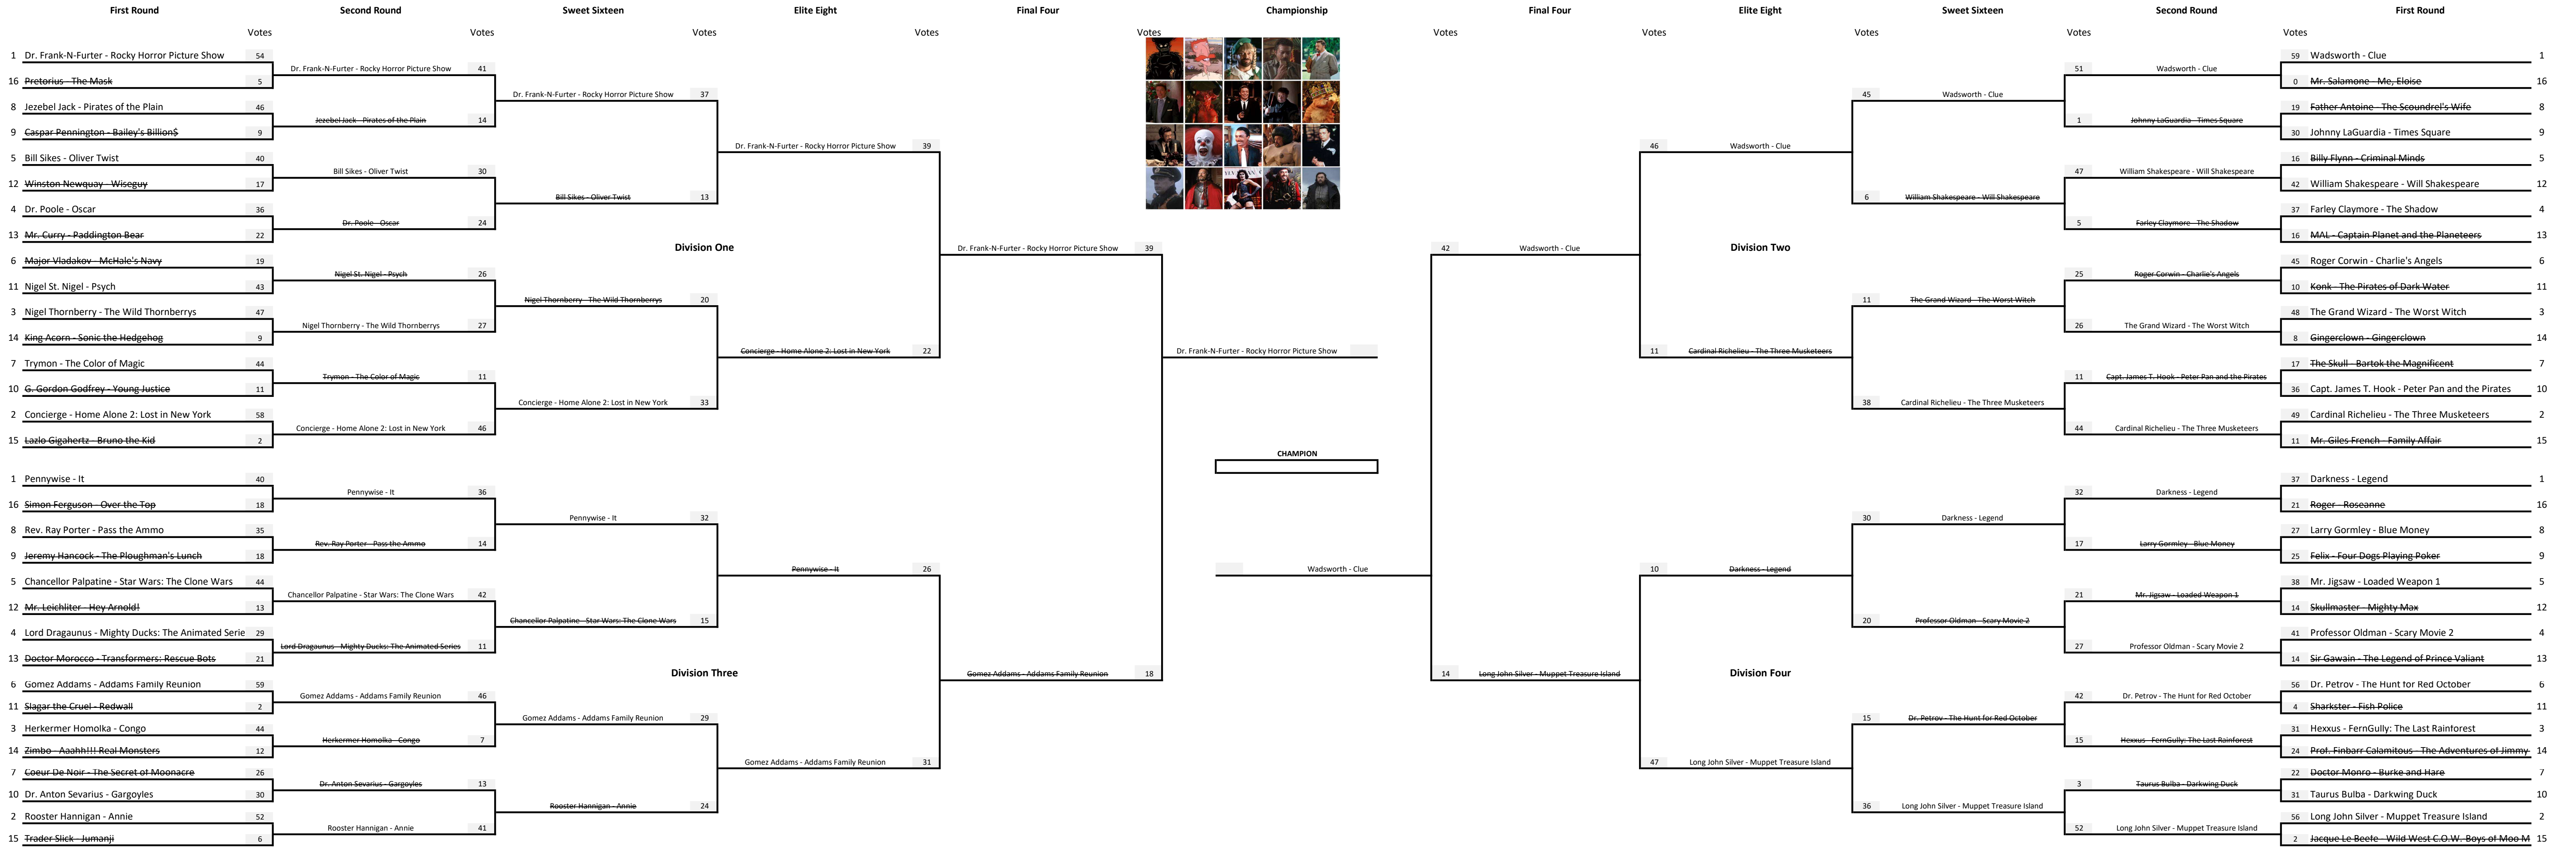 First Round Second Round Sweet Sixteen Elite Eight Final Four Championship Final Four Elite Eight Sweet Sixteen Second Round First Round
Votes Votes Votes Votes Votes Votes Votes Votes Votes Votes
1 Dr. Frank-N-Furter - Rocky Horror Picture Show 54
16 Pretorius - The Mask 5
8 Jezebel Jack - Pirates of the Plain 46
9 Caspar Pennington - Bailey's Billion$ 9
5 Bill Sikes - Oliver Twist 40
12 Winston Newquay - Wiseguy 17
4 Dr. Poole - Oscar 36
13 Mr. Curry - Paddington Bear 22
6 Major Vladakov - McHale's Navy 19
11 Nigel St. Nigel - Psych 43
3 Nigel Thornberry - The Wild Thornberrys 47
14 King Acorn - Sonic the Hedgehog 9
7 Trymon - The Color of Magic 44
10 G. Gordon Godfrey - Young Justice 11
2 Concierge - Home Alone 2: Lost in New York 58
15 Lazlo Gigahertz - Bruno the Kid 2
Dr. Frank-N-Furter - Rocky Horror Picture Show 41
Jezebel Jack - Pirates of the Plain 14
Bill Sikes - Oliver Twist 30
Dr. Poole - Oscar 24
Nigel St. Nigel - Psych 26
Nigel Thornberry - The Wild Thornberrys 27
Trymon - The Color of Magic 11
Concierge - Home Alone 2: Lost in New York 46
Dr. Frank-N-Furter - Rocky Horror Picture Show 37
Bill Sikes - Oliver Twist 13
Nigel Thornberry - The Wild Thornberrys 20
Concierge - Home Alone 2: Lost in New York 33
Division One
Dr. Frank-N-Furter - Rocky Horror Picture Show 39
Concierge - Home Alone 2: Lost in New York 22
1 Pennywise - It 40
16 Simon Ferguson - Over the Top 18
8 Rev. Ray Porter - Pass the Ammo 35
9 Jeremy Hancock - The Ploughman's Lunch 18
5 Chancellor Palpatine - Star Wars: The Clone Wars 44
12 Mr. Leichliter - Hey Arnold! 13
4 Lord Dragaunus - Mighty Ducks: The Animated Serie 29
13 Doctor Morocco - Transformers: Rescue Bots 21
6 Gomez Addams - Addams Family Reunion 59
11 Slagar the Cruel - Redwall 2
3 Herkermer Homolka - Congo 44
14 Zimbo - Aaahh!!! Real Monsters 12
7 Coeur De Noir - The Secret of Moonacre 26
10 Dr. Anton Sevarius - Gargoyles 30
2 Rooster Hannigan - Annie 52
15 Trader Slick - Jumanji 6
Pennywise - It 36
Rev. Ray Porter - Pass the Ammo 14
Chancellor Palpatine - Star Wars: The Clone Wars 42
Lord Dragaunus - Mighty Ducks: The Animated Series 11
Gomez Addams - Addams Family Reunion 46
Herkermer Homolka - Congo 7
Dr. Anton Sevarius - Gargoyles 13
Rooster Hannigan - Annie 41
Pennywise - It 32
Chancellor Palpatine - Star Wars: The Clone Wars 15
Gomez Addams - Addams Family Reunion 29
Rooster Hannigan - Annie 24
Division Three
Pennywise - It 26
Gomez Addams - Addams Family Reunion 31
Dr. Frank-N-Furter - Rocky Horror Picture Show 39
Gomez Addams - Addams Family Reunion 18
Dr. Frank-N-Furter - Rocky Horror Picture Show
CHAMPION
Wadsworth - Clue
42 Wadsworth - Clue
14 Long John Silver - Muppet Treasure Island
46 Wadsworth - Clue
11 Cardinal Richelieu - The Three Musketeers
Division Two
45 Wadsworth - Clue
6 William Shakespeare - Will Shakespeare
11 The Grand Wizard - The Worst Witch
38 Cardinal Richelieu - The Three Musketeers
51 Wadsworth - Clue
1 Johnny LaGuardia - Times Square
47 William Shakespeare - Will Shakespeare
5 Farley Claymore - The Shadow
25 Roger Corwin - Charlie's Angels
26 The Grand Wizard - The Worst Witch
11 Capt. James T. Hook - Peter Pan and the Pirates
44 Cardinal Richelieu - The Three Musketeers
59 Wadsworth - Clue 1
0 Mr. Salamone - Me, Eloise 16
19 Father Antoine - The Scoundrel's Wife 8
30 Johnny LaGuardia - Times Square 9
16 Billy Flynn - Criminal Minds 5
42 William Shakespeare - Will Shakespeare 12
37 Farley Claymore - The Shadow 4
16 MAL - Captain Planet and the Planeteers 13
45 Roger Corwin - Charlie's Angels 6
10 Konk - The Pirates of Dark Water 11
48 The Grand Wizard - The Worst Witch 3
8 Gingerclown - Gingerclown 14
17 The Skull - Bartok the Magnificent 7
36 Capt. James T. Hook - Peter Pan and the Pirates 10
49 Cardinal Richelieu - The Three Musketeers 2
11 Mr. Giles French - Family Affair 15
10 Darkness - Legend
47 Long John Silver - Muppet Treasure Island
Division Four
30 Darkness - Legend
20 Professor Oldman - Scary Movie 2
15 Dr. Petrov - The Hunt for Red October
36 Long John Silver - Muppet Treasure Island
32 Darkness - Legend
17 Larry Gormley - Blue Money
21 Mr. Jigsaw - Loaded Weapon 1
27 Professor Oldman - Scary Movie 2
42 Dr. Petrov - The Hunt for Red October
15 Hexxus - FernGully: The Last Rainforest
3 Taurus Bulba - Darkwing Duck
52 Long John Silver - Muppet Treasure Island
37 Darkness - Legend 1
21 Roger - Roseanne 16
27 Larry Gormley - Blue Money 8
25 Felix - Four Dogs Playing Poker 9
38 Mr. Jigsaw - Loaded Weapon 1 5
14 Skullmaster - Mighty Max 12
41 Professor Oldman - Scary Movie 2 4
14 Sir Gawain - The Legend of Prince Valiant 13
56 Dr. Petrov - The Hunt for Red October 6
4 Sharkster - Fish Police 11
31 Hexxus - FernGully: The Last Rainforest 3
24 Prof. Finbarr Calamitous - The Adventures of Jimmy 14
22 Doctor Monro - Burke and Hare 7
31 Taurus Bulba - Darkwing Duck 10
56 Long John Silver - Muppet Treasure Island 2
2 Jacque Le Beefe - Wild West C.O.W. Boys of Moo M 15